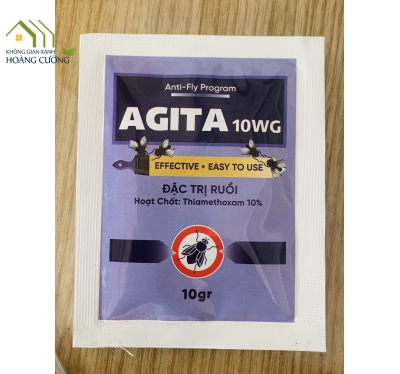 KHÔNG GIAN XANH
HOÀNG CƯỜNG
Anti-Fly Program
AGITA 10WG
EFFECTIVE • EASY TO USE
ĐẶC TRỊ RUỒI
Hoạt Chất: Thiamethoxam 10%
10gr